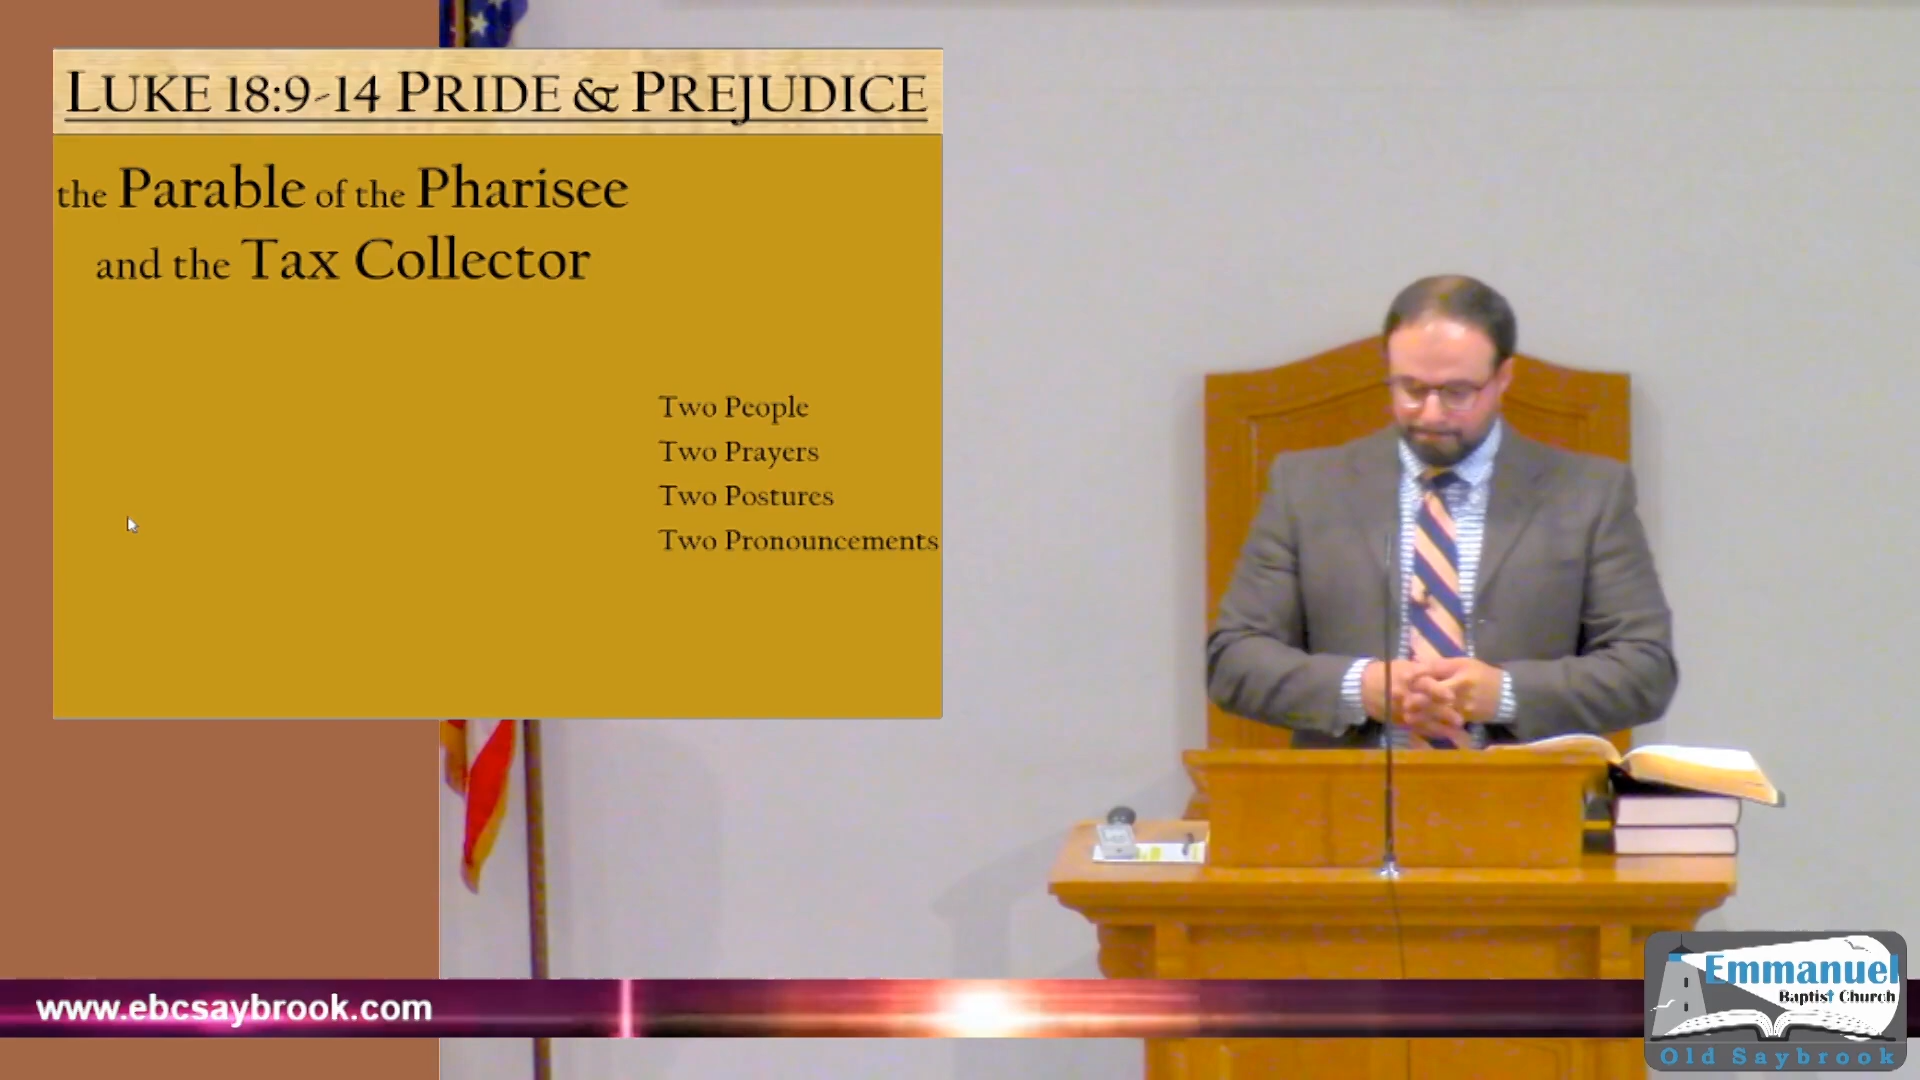 LUKE 18:9-14 PRIDE & PREJUDICE
the Parable of the Pharisee
and the Tax Collector
Two People
Two Prayers
Two Postures
Two Pronouncements
www.ebcsaybrook.com
Emmanuel
Baptist Church
Old Saybrook